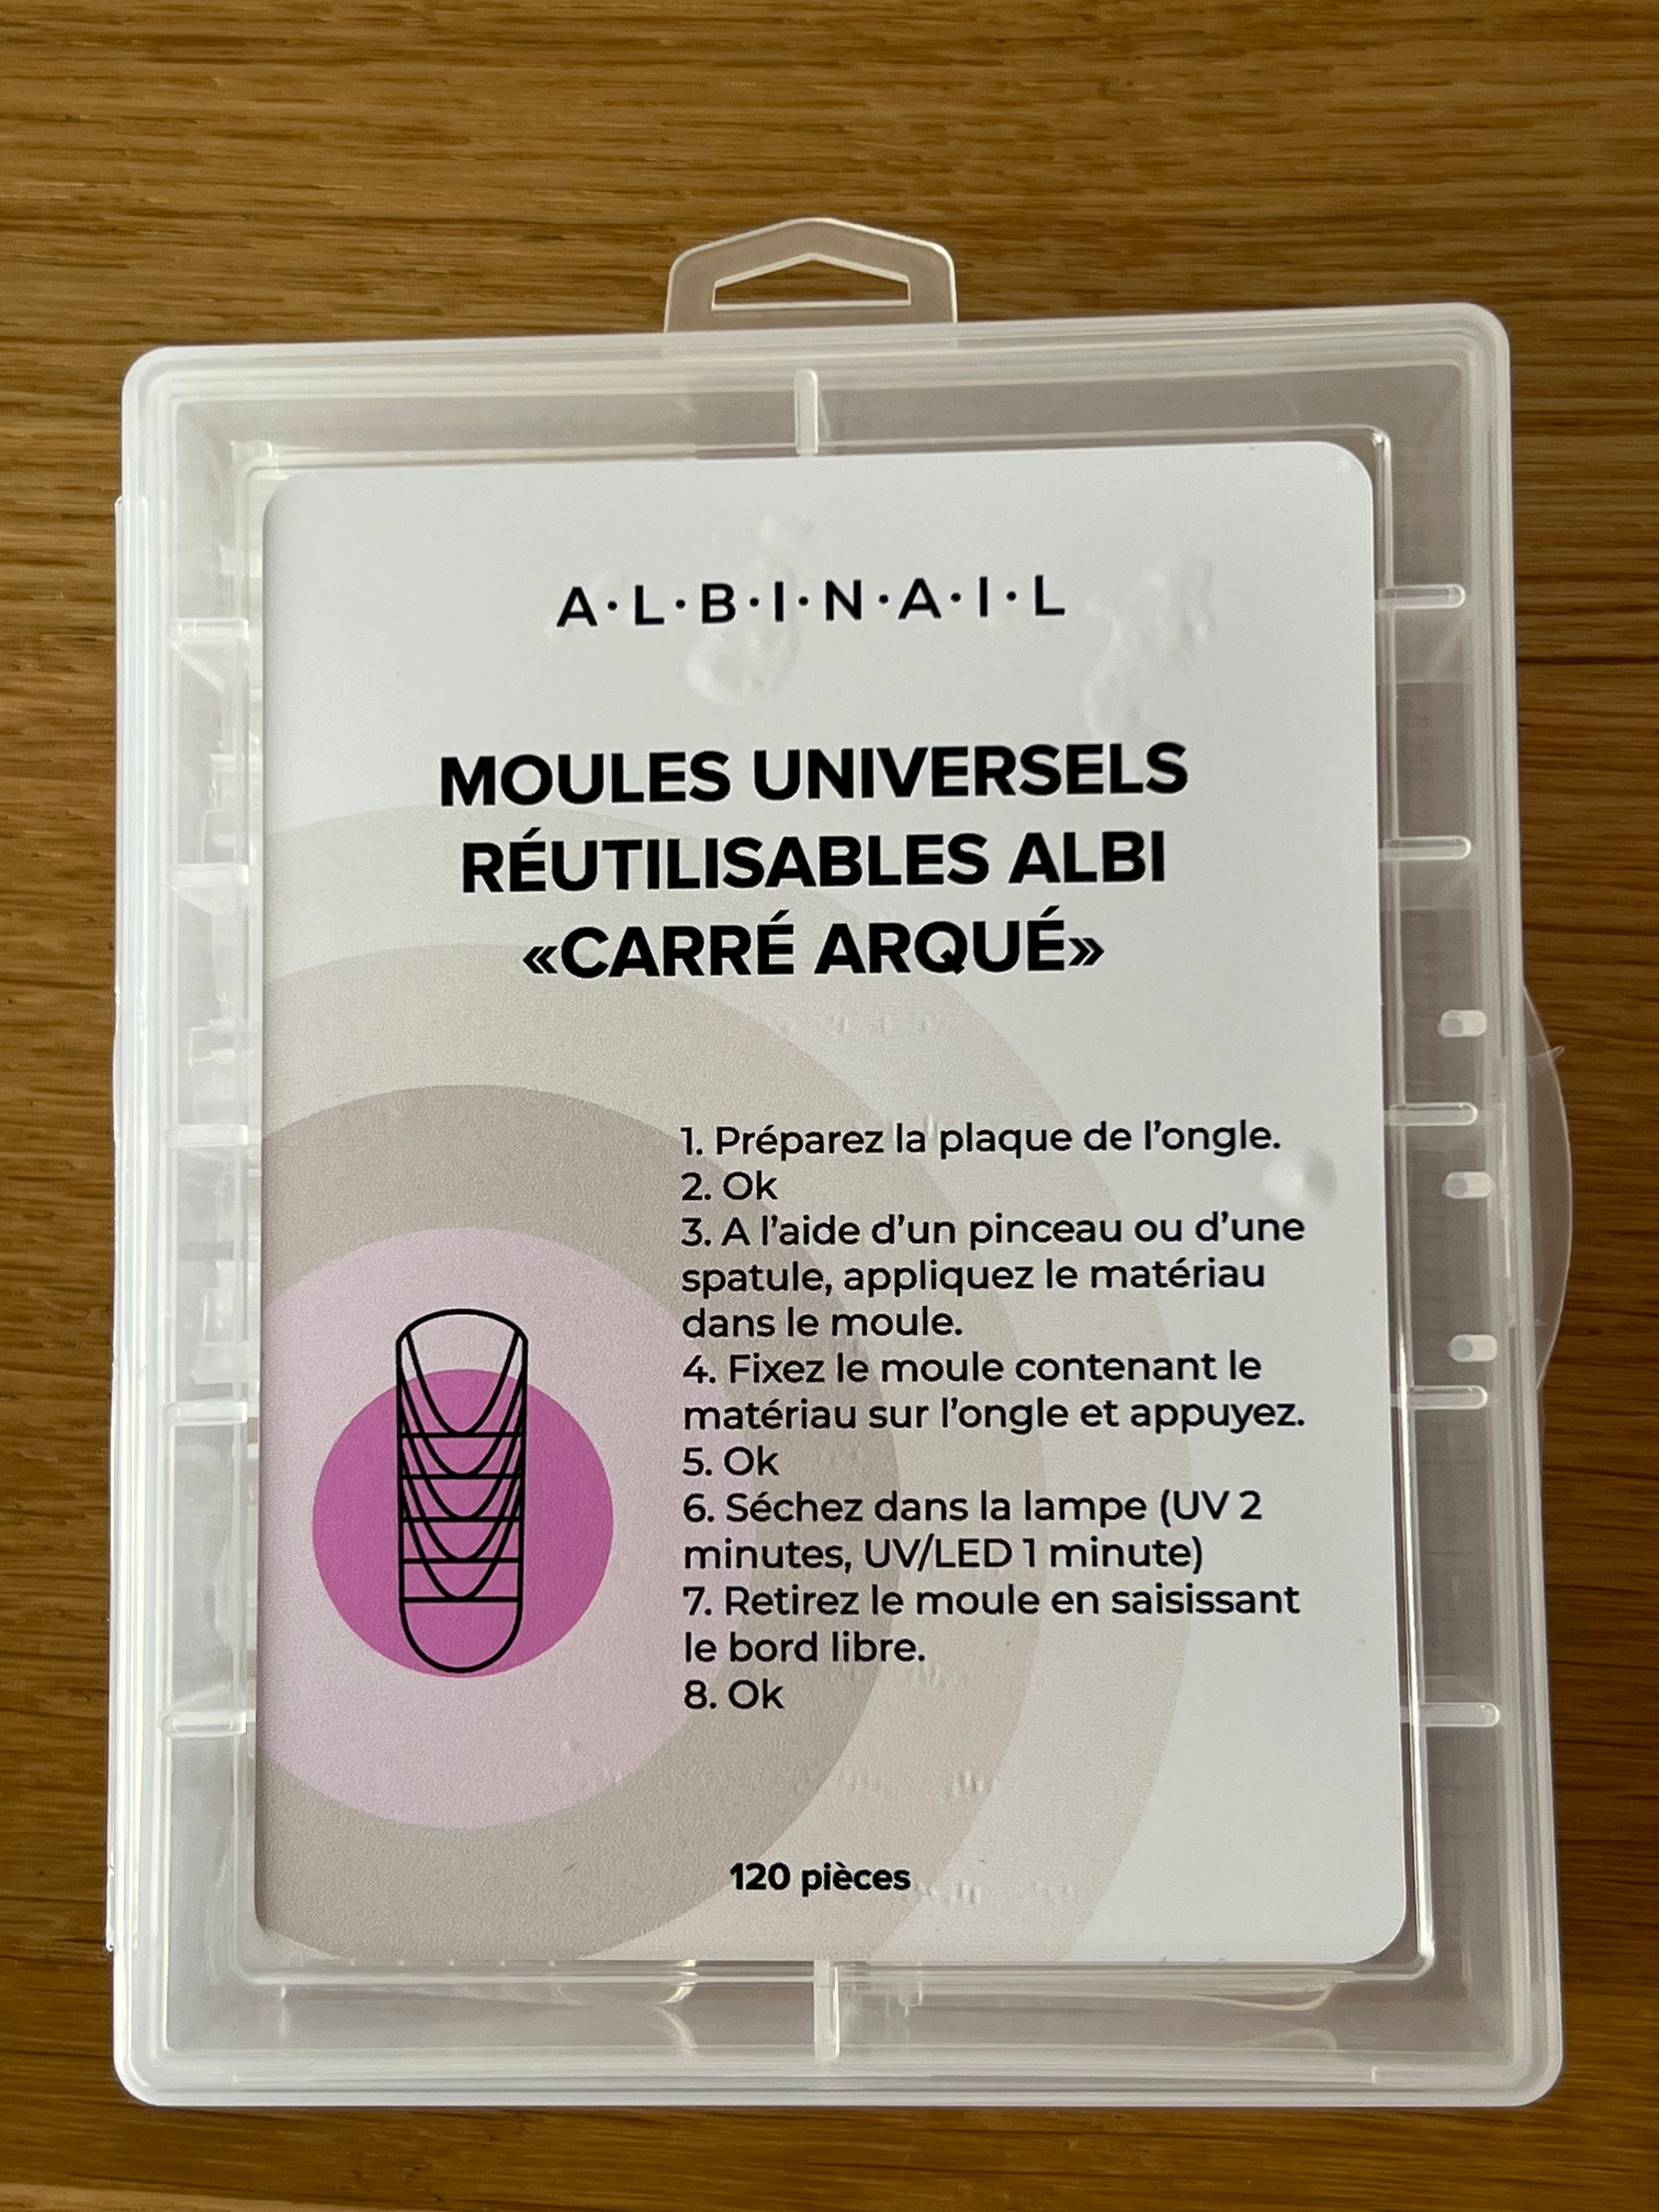 A·L·B·I·N·A·I·L
MOULES UNIVERSELS
RÉUTILISABLES ALBI
«CARRÉ ARQUÉ»
1. Préparez la plaque de l'ongle.
2. Ok
3. A l'aide d'un pinceau ou d'une
spatule, appliquez le matériau
dans le moule.
4. Fixez le moule contenant le
matériau sur l'ongle et appuyez.
5. Ok
6. Séchez dans la lampe (UV 2
minutes, UV/LED 1 minute)
7. Retirez le moule en saisissant
le bord libre.
8. Ok
120 pièces